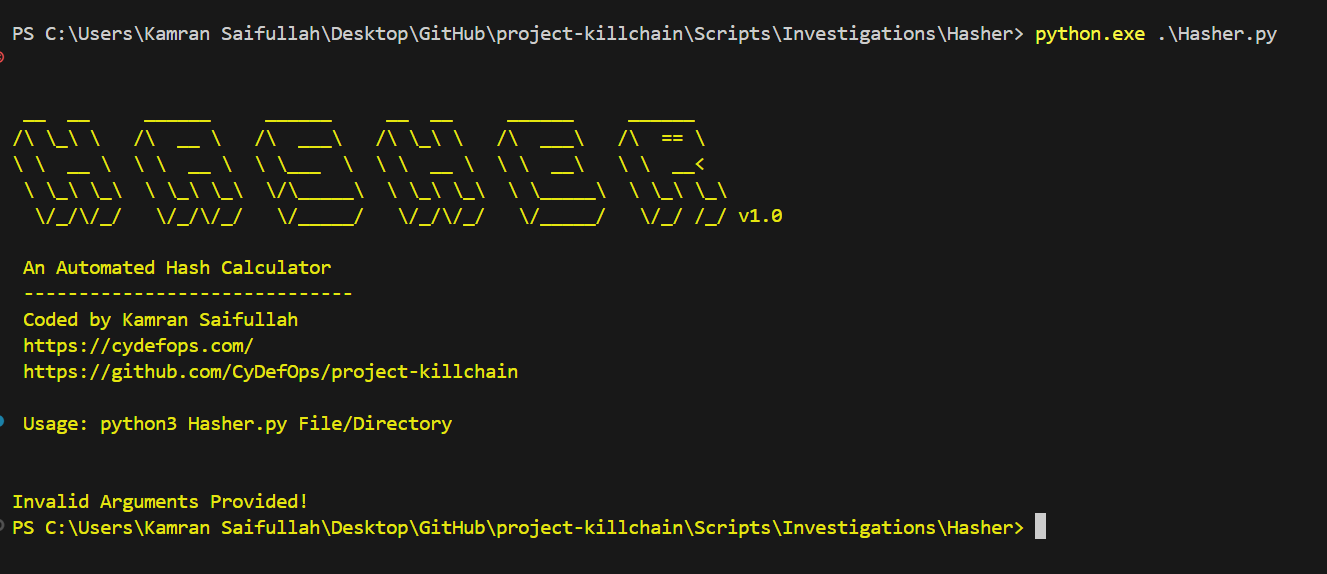 PS C:\Users\Kamran Saifullah\Desktop\GitHub\project-killchain\Scripts\Investigations\Hasher> python.exe .\Hasher.py
 __  __     ______     ______     __  __     ______     ______
/\ \_\ \   /\  __ \   /\  ___\   /\ \_\ \   /\  ___\   /\  == \
\ \  __ \  \ \  __ \  \ \___  \  \ \  __ \  \ \  __\   \ \  __<
 \ \_\ \_\  \ \_\ \_\  \/\_____\  \ \_\ \_\  \ \_____\  \ \_\ \_\
  \/_/\/_/   \/_/\/_/   \/_____/   \/_/\/_/   \/_____/   \/_/ /_/ v1.0
An Automated Hash Calculator
------------------------------
Coded by Kamran Saifullah
https://cydefops.com/
https://github.com/CyDefOps/project-killchain
Usage: python3 Hasher.py File/Directory
Invalid Arguments Provided!
PS C:\Users\Kamran Saifullah\Desktop\GitHub\project-killchain\Scripts\Investigations\Hasher>